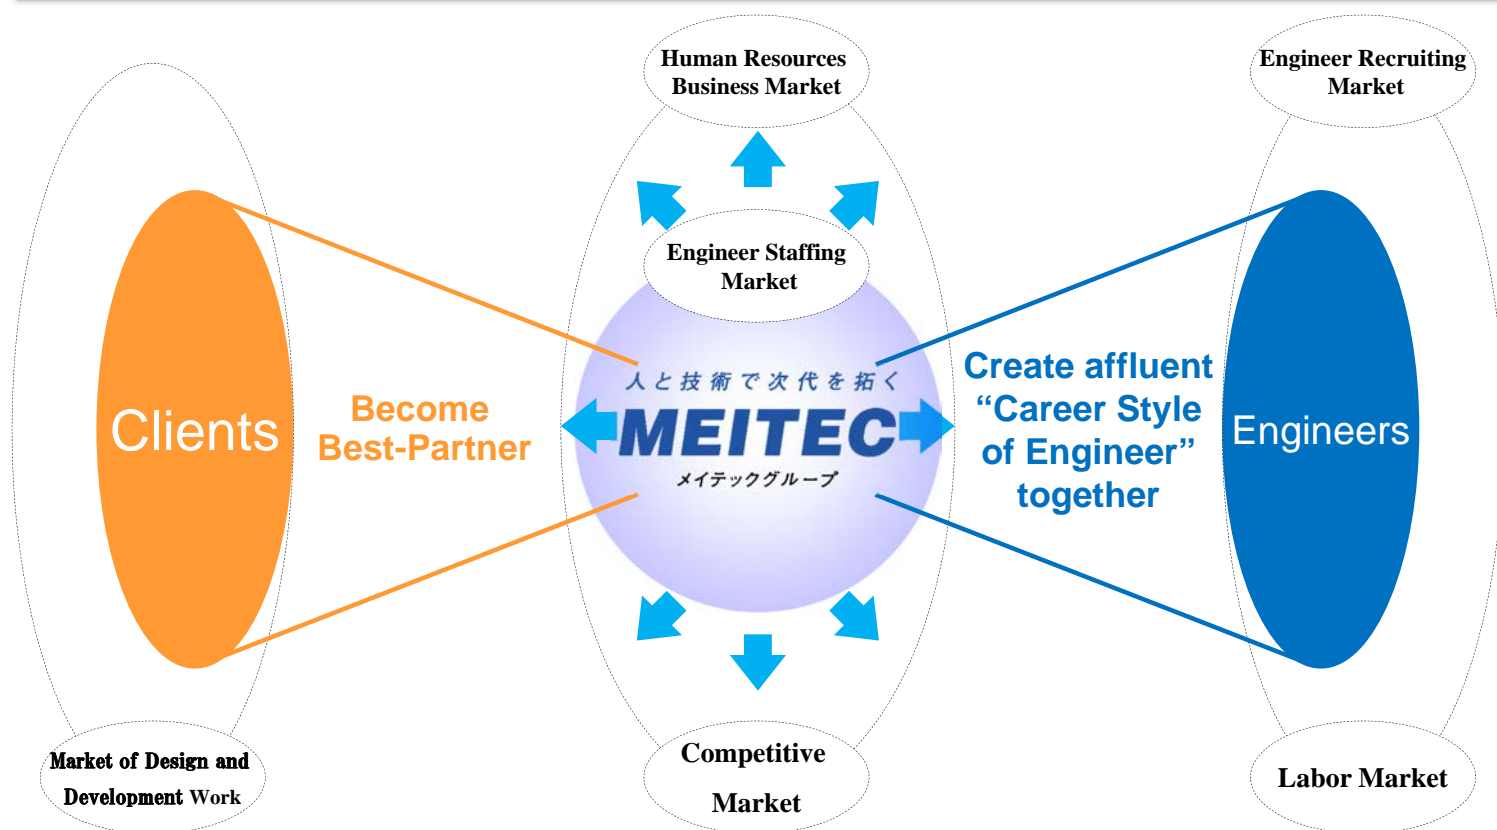 Human Resources
Business Market
Engineer Recruiting
Market
Engineer Staffing
Market
人と技術で次代を拓く
MEITEC
メイテックグループ
Clients
Become
Best-Partner
Create affluent
“Career Style
of Engineer”
together
Engineers
Market of Design and
Development Work
Competitive
Market
Labor Market